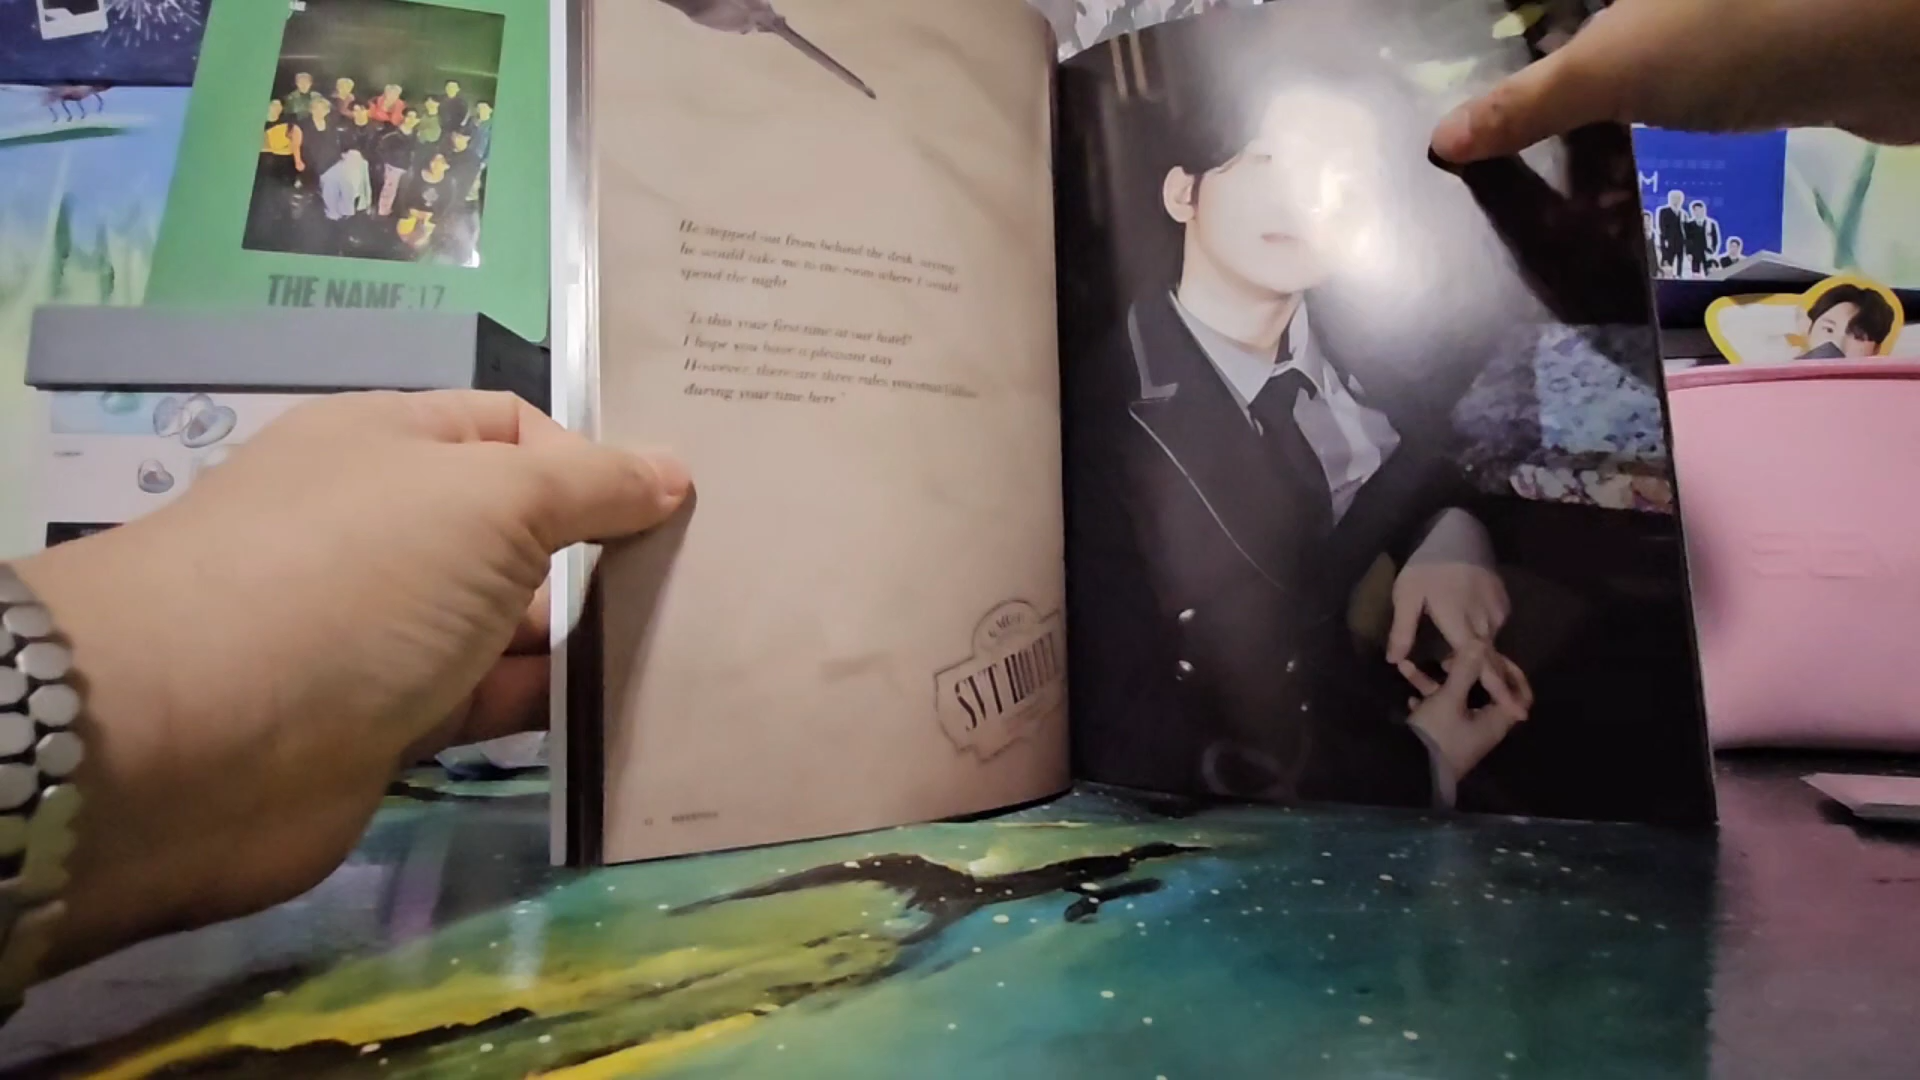 THE NAME:17
M
He stepped out from behind the desk, saying
he would take me to the room where I would
spend the night.
"Is this your first time at our hotel?
I hope you have a pleasant stay.
However, there are three rules you must follow
during your time here."
SVT HOTEL